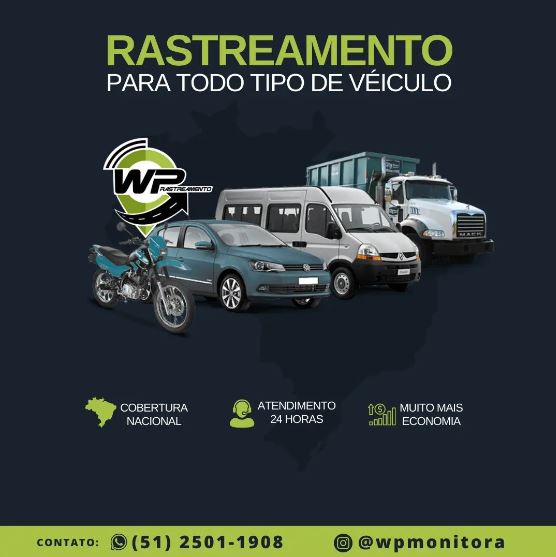 RASTREAMENTO
PARA TODO TIPO DE VÉICULO
WP
RASTREAMENTO
MACK
COBERTURA
NACIONAL
ATENDIMENTO
24 HORAS
MUITO MAIS
ECONOMIA
CONTATO: (51) 2501-1908 @wpmonitora